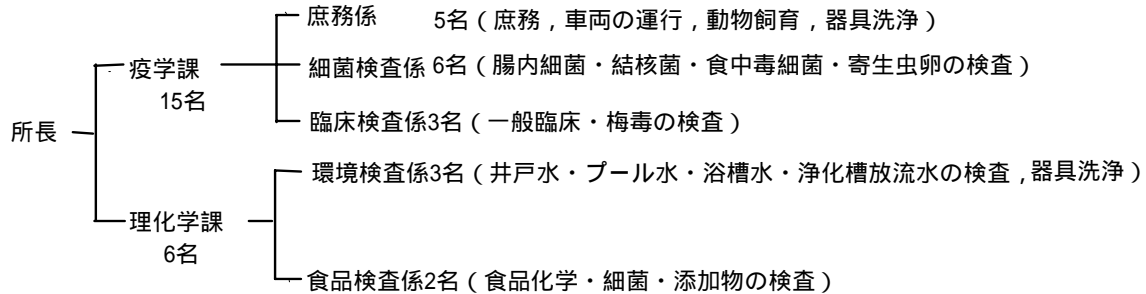 所長
疫学課
15名
庶務係 5名（庶務，車両の運行，動物飼育，器具洗浄）
細菌検査係 6名（腸内細菌・結核菌・食中毒細菌・寄生虫卵の検査）
臨床検査係3名（一般臨床・梅毒の検査）
理化学課
6名
環境検査係3名（井戸水・プール水・浴槽水・浄化槽放流水の検査，器具洗浄）
食品検査係2名（食品化学・細菌・添加物の検査）